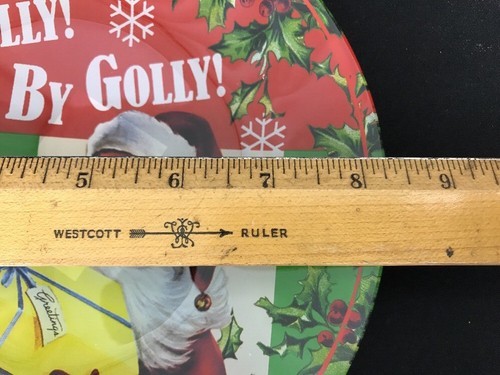 LLY!
By GOLLY!
5 6 7 8 9
WESTCOTT RULER
Greetings